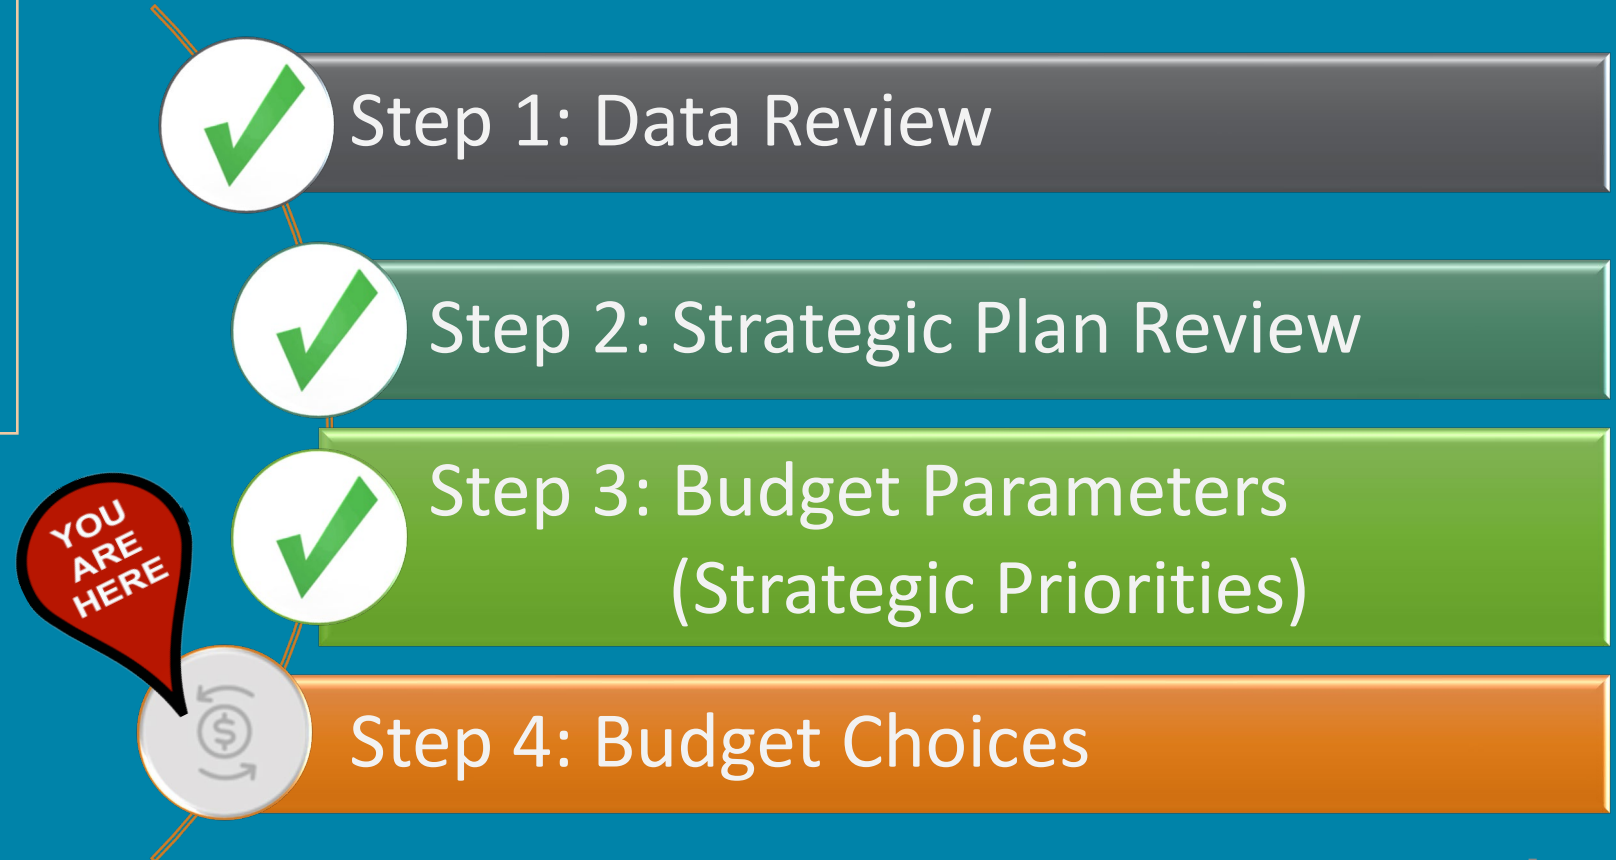 Step 1: Data Review
Step 2: Strategic Plan Review
Step 3: Budget Parameters
(Strategic Priorities)
YOU
ARE
HERE
$
Step 4: Budget Choices